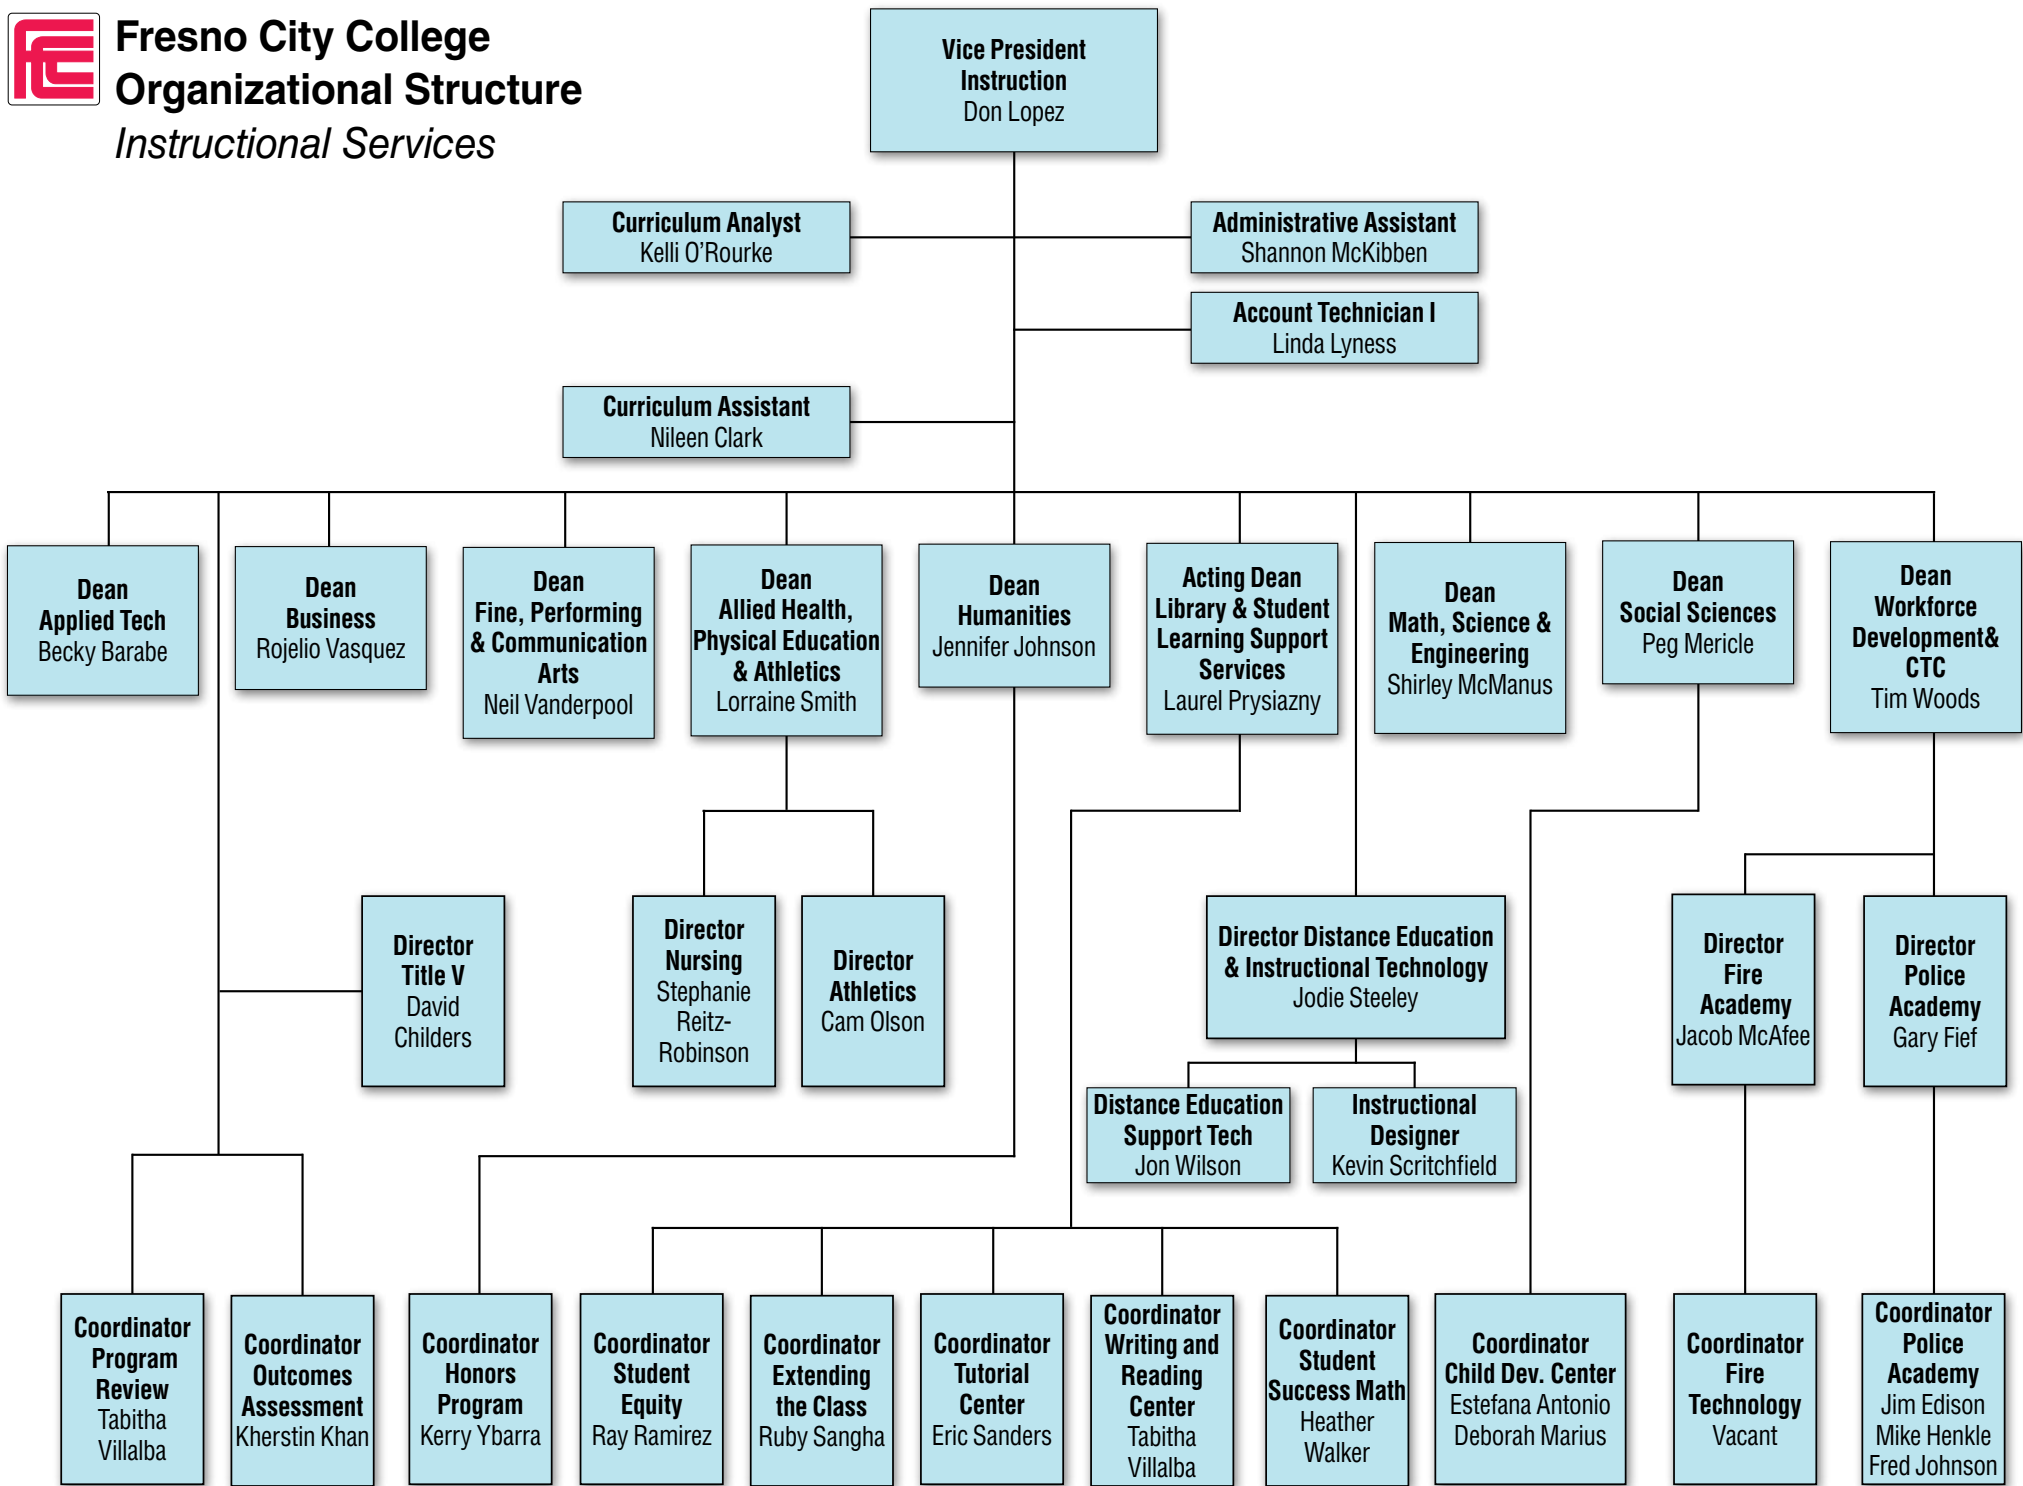 Fresno City College
Organizational Structure
Instructional Services
Vice President
Instruction
Don Lopez
Curriculum Analyst
Kelli O'Rourke
Administrative Assistant
Shannon McKibben
Account Technician I
Linda Lyness
Curriculum Assistant
Nileen Clark
Dean
Applied Tech
Becky Barabe
Dean
Business
Rojelio Vasquez
Dean
Fine, Performing
& Communication
Arts
Neil Vanderpool
Dean
Allied Health,
Physical Education
& Athletics
Lorraine Smith
Dean
Humanities
Jennifer Johnson
Acting Dean
Library & Student
Learning Support
Services
Laurel Prysiazny
Dean
Math, Science &
Engineering
Shirley McManus
Dean
Social Sciences
Peg Mericle
Dean
Workforce
Development&
CTC
Tim Woods
Director
Title V
David
Childers
Director
Nursing
Stephanie
Reitz-
Robinson
Director
Athletics
Cam Olson
Director Distance Education
& Instructional Technology
Jodie Steeley
Director
Fire
Academy
Jacob McAfee
Director
Police
Academy
Gary Fief
Distance Education
Support Tech
Jon Wilson
Instructional
Designer
Kevin Scritchfield
Coordinator
Program
Review
Tabitha
Villalba
Coordinator
Outcomes
Assessment
Kherstin Khan
Coordinator
Honors
Program
Kerry Ybarra
Coordinator
Student
Equity
Ray Ramirez
Coordinator
Extending
the Class
Ruby Sangha
Coordinator
Tutorial
Center
Eric Sanders
Coordinator
Writing and
Reading
Center
Tabitha
Villalba
Coordinator
Student
Success Math
Heather
Walker
Coordinator
Child Dev. Center
Estefana Antonio
Deborah Marius
Coordinator
Fire
Technology
Vacant
Coordinator
Police
Academy
Jim Edison
Mike Henkle
Fred Johnson